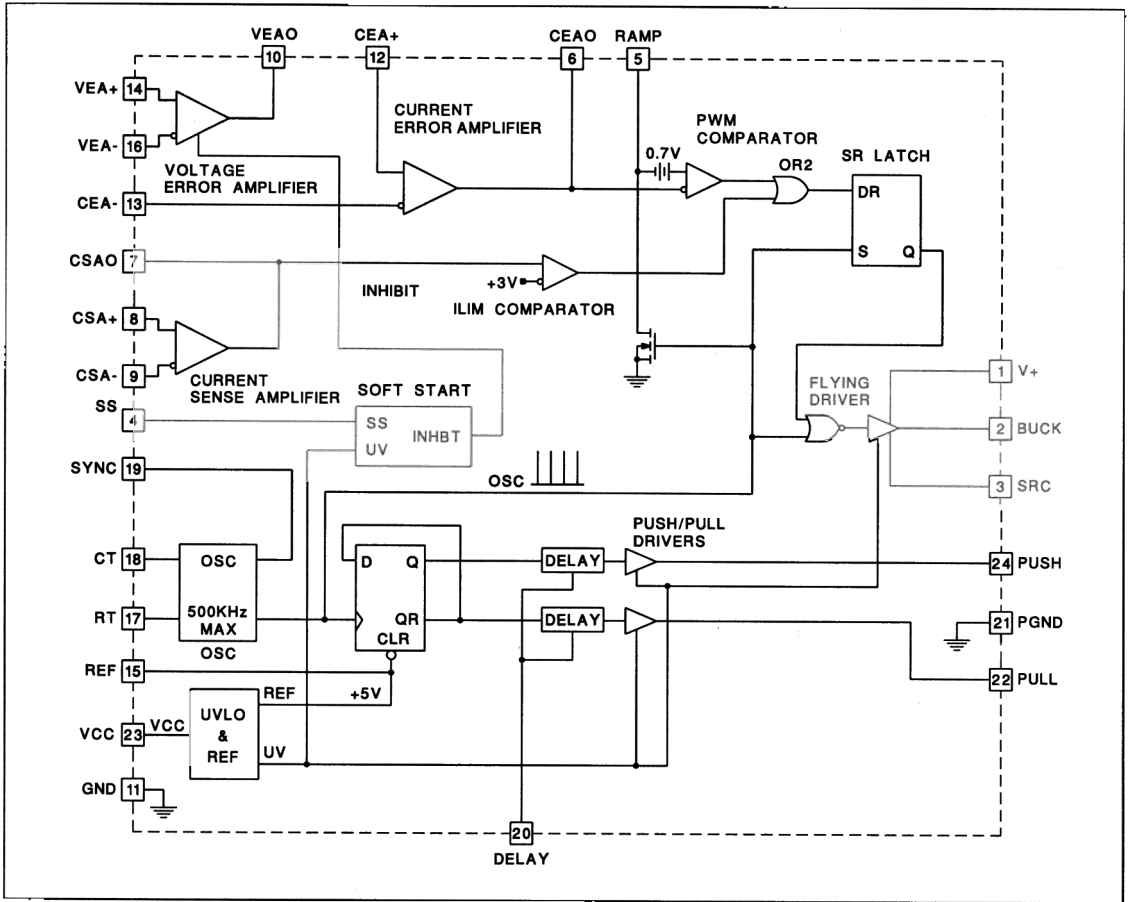 VEAO CEA+ CEAO RAMP
10 12 6 5
VEA+ 14
VEA- 16
CEA- 13
VOLTAGE
ERROR AMPLIFIER
CURRENT
ERROR AMPLIFIER
PWM
COMPARATOR
0.7V
OR2
SR LATCH
DR
S Q
CSAO 7
INHIBIT
+3V
ILIM COMPARATOR
CSA+ 8
CSA- 9
CURRENT
SENSE AMPLIFIER
SS
4
SOFT START
SS
INHBT
UV
FLYING
DRIVER
1 V+
2 BUCK
3 SRC
SYNC 19
OSC
PUSH/PULL
DRIVERS
CT 18
OSC
D Q
DELAY
24 PUSH
RT 17
500KHz
MAX
QR
CLR
DELAY
21 PGND
OSC
REF 15
22 PULL
REF +5V
VCC 23 VCC
UVLO
&
REF
UV
GND 11
20
DELAY